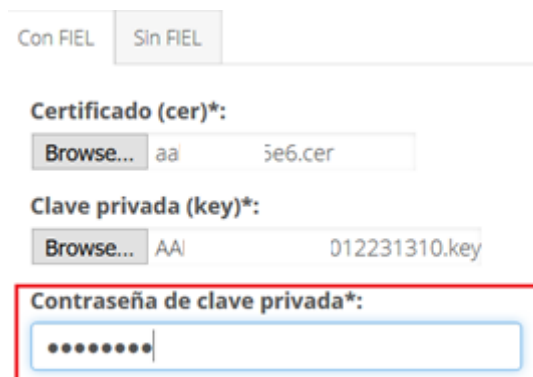 Con FIEL Sin FIEL
Certificado (cer)*:
Browse... aa 5e6.cer
Clave privada (key)*:
Browse... AA 012231310.key
Contraseña de clave privada*:
••••••••